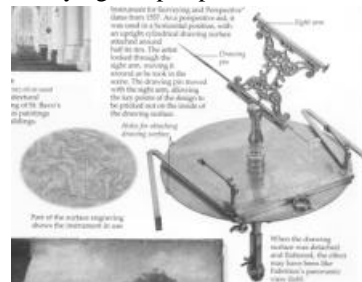 Instrument for Surveying and Perspective"
dates from 1557. As a perspective aid, it
was used in a horizontal position, with
an upright cylindrical drawing surface
attached around
half its rim. The artist
looked through the
sight arm, moving it
around as he took in the
scene. The drawing pin moved
with the sight arm, allowing
the key points of the design to
be pricked out on the inside of
the drawing surface.
Sight arm
Drawing
pin
Holes for attaching
drawing surface
ng of St. Bavo's
paintings
Part of the surface engraving
shows the instrument in use
When the drawing
surface was detached
and flattened, the effect
may have been like
panoramic
view